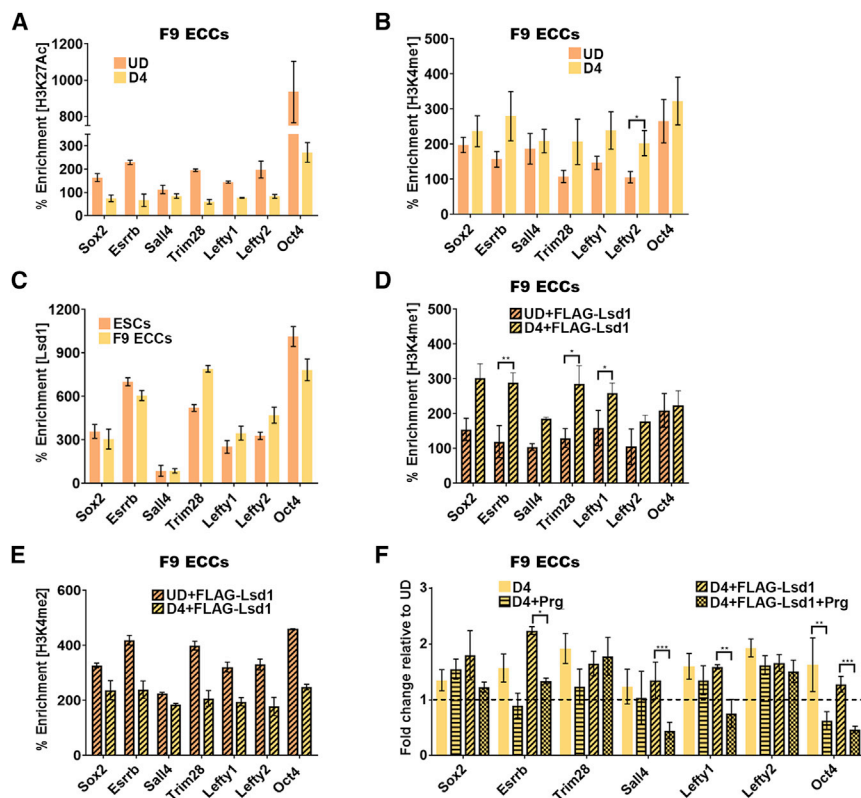 A
F9 ECCs
% Enrichment [H3K27Ac]
1200
1000
800
300
200
100
0
UD
D4
Sox2
Esrrb
Sall4
Trim28
Lefty1
Lefty2
Oct4
B
F9 ECCs
% Enrichment [H3K4me1]
500
400
300
200
100
0
UD
D4
*
Sox2
Esrrb
Sall4
Trim28
Lefty1
Lefty2
Oct4
C
% Enrichment [Lsd1]
1200
900
600
300
0
ESCs
F9 ECCs
Sox2
Esrrb
Sall4
Trim28
Lefty1
Lefty2
Oct4
D
F9 ECCs
% Enrichmnent [H3K4me1]
500
400
300
200
100
0
UD+FLAG-Lsd1
D4+FLAG-Lsd1
**
*
*
Sox2
Esrrb
Sall4
Trim28
Lefty1
Lefty2
Oct4
E
F9 ECCs
% Enrichment [H3K4me2]
600
400
200
0
UD+FLAG-Lsd1
D4+FLAG-Lsd1
Sox2
Esrrb
Sall4
Trim28
Lefty1
Lefty2
Oct4
F
F9 ECCs
Fold change relative to UD
3
2
1
0
D4
D4+Prg
D4+FLAG-Lsd1
D4+FLAG-Lsd1+Prg
*
***
**
**
***
Sox2
Esrrb
Trim28
Sall4
Lefty1
Lefty2
Oct4